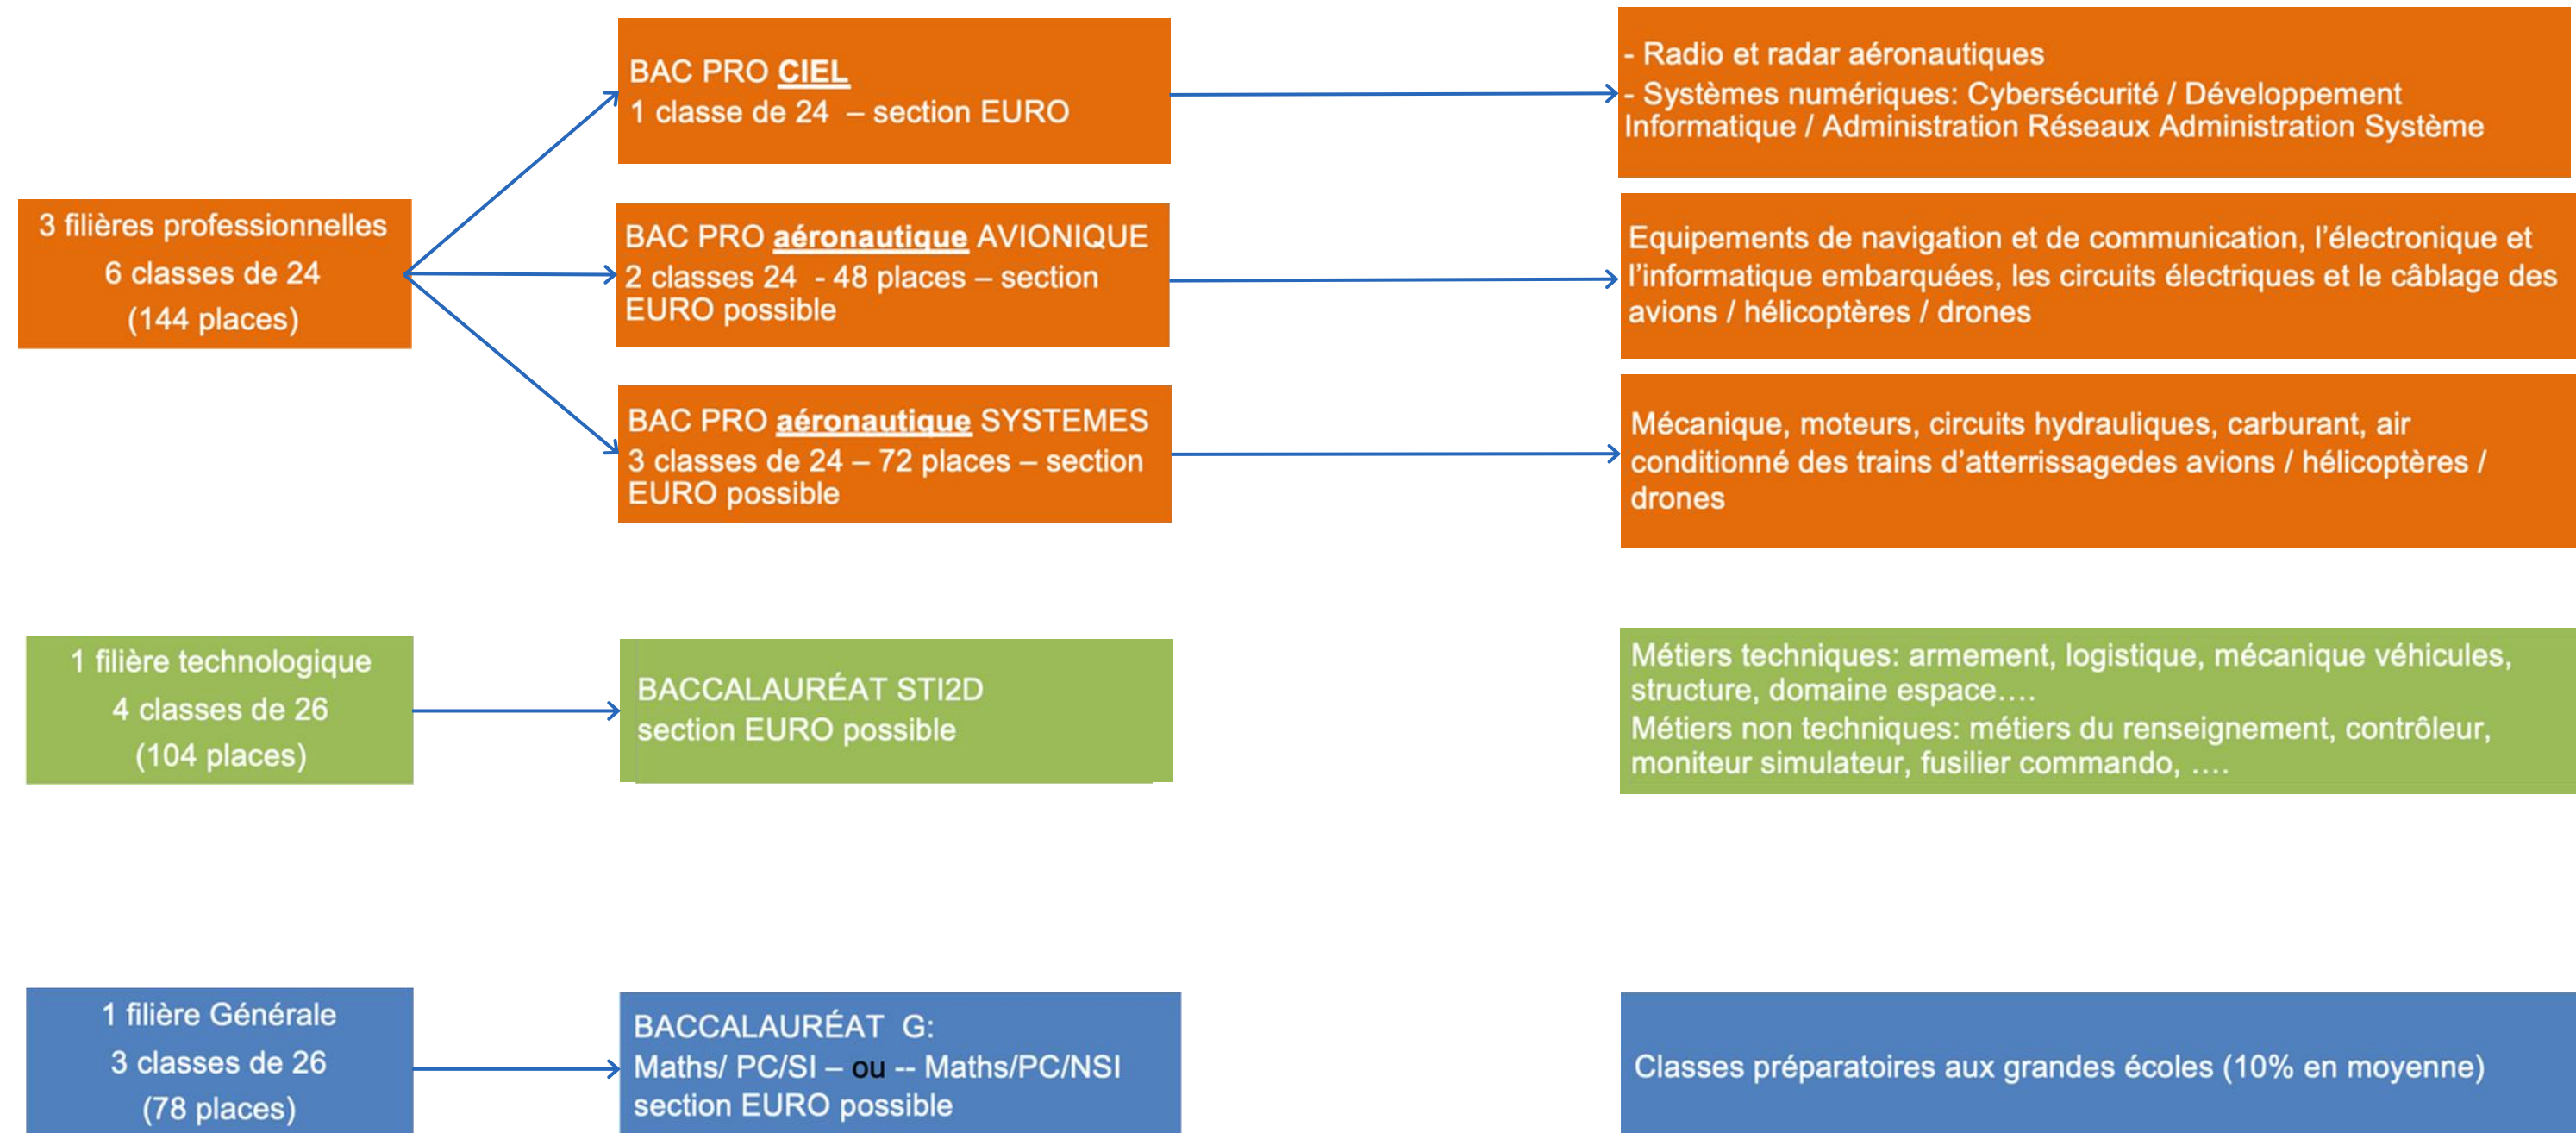 3 filières professionnelles
6 classes de 24
(144 places)
BAC PRO CIEL
1 classe de 24 – section EURO
- Radio et radar aéronautiques
- Systèmes numériques: Cybersécurité / Développement
Informatique / Administration Réseaux Administration Système
BAC PRO aéronautique AVIONIQUE
2 classes 24 - 48 places – section
EURO possible
Equipements de navigation et de communication, l'électronique et
l'informatique embarquées, les circuits électriques et le câblage des
avions / hélicoptères / drones
BAC PRO aéronautique SYSTEMES
3 classes de 24 – 72 places – section
EURO possible
Mécanique, moteurs, circuits hydrauliques, carburant, air
conditionné des trains d'atterrissagedes avions / hélicoptères /
drones
1 filière technologique
4 classes de 26
(104 places)
BACCALAURÉAT STI2D
section EURO possible
Métiers techniques: armement, logistique, mécanique véhicules,
structure, domaine espace....
Métiers non techniques: métiers du renseignement, contrôleur,
moniteur simulateur, fusilier commando, ....
1 filière Générale
3 classes de 26
(78 places)
BACCALAURÉAT G:
Maths/ PC/SI – ou -- Maths/PC/NSI
section EURO possible
Classes préparatoires aux grandes écoles (10% en moyenne)